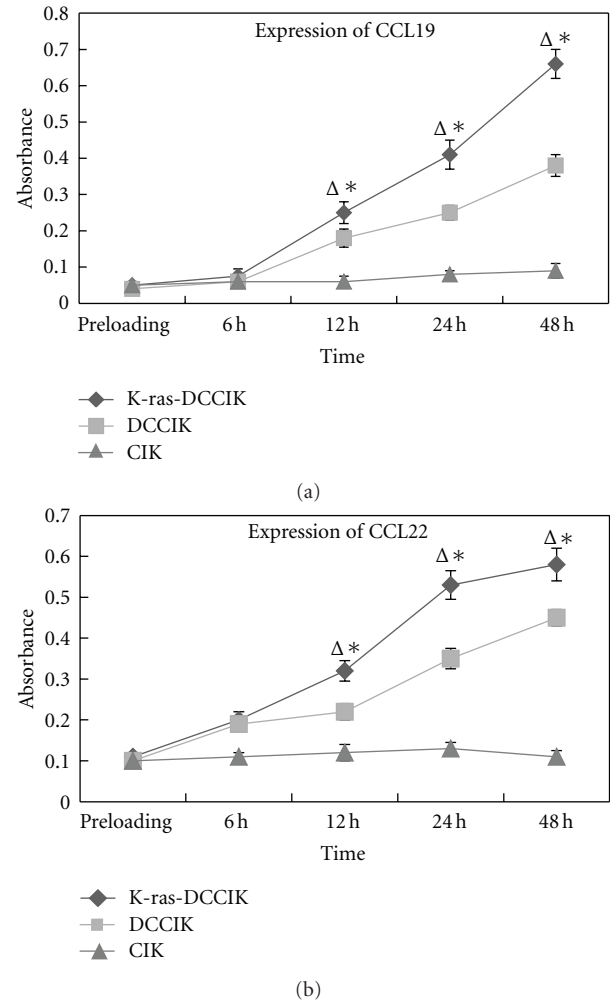 Expression of CCL19
0.8
0.7
0.6
0.5
0.4
0.3
0.2
0.1
0
Absorbance
Δ *
Δ *
Δ *
Preloading 6 h 12 h 24 h 48 h
Time
K-ras-DCCIK
DCCIK
CIK
(a)
Expression of CCL22
0.7
0.6
0.5
0.4
0.3
0.2
0.1
0
Absorbance
Δ *
Δ *
Δ *
Preloading 6 h 12 h 24 h 48 h
Time
K-ras-DCCIK
DCCIK
CIK
(b)